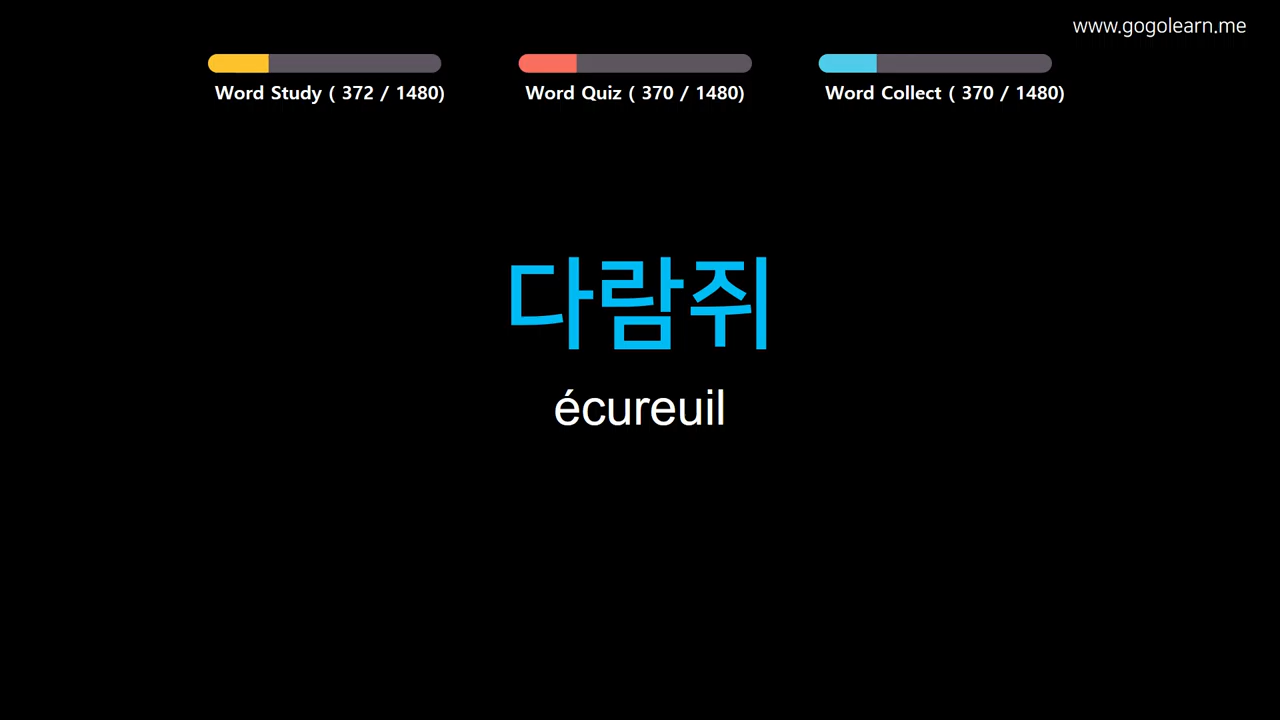 www.gogolearn.me
Word Study ( 372 / 1480)
Word Quiz ( 370 / 1480)
Word Collect ( 370 / 1480)
다람쥐
écureuil